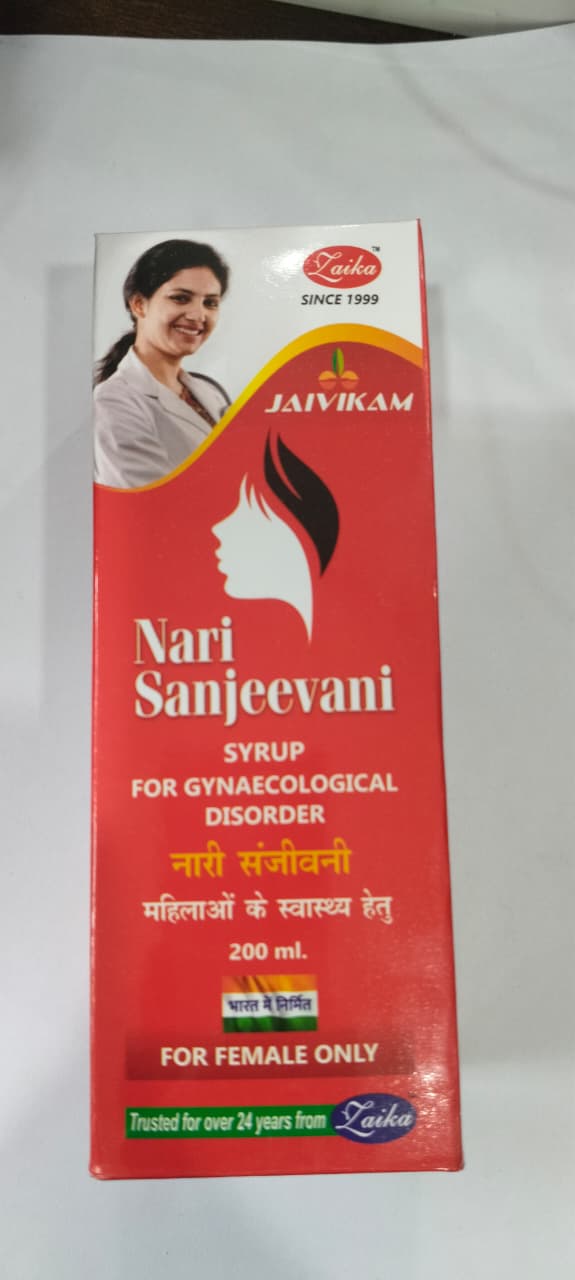 Zaika™
SINCE 1999
JAIVIKAM
Nari
Sanjeevani
SYRUP
FOR GYNAECOLOGICAL
DISORDER
नारी संजीवनी
महिलाओं के स्वास्थ्य हेतु
200 ml.
भारत में निर्मित
FOR FEMALE ONLY
Trusted for over 24 years from Zaika